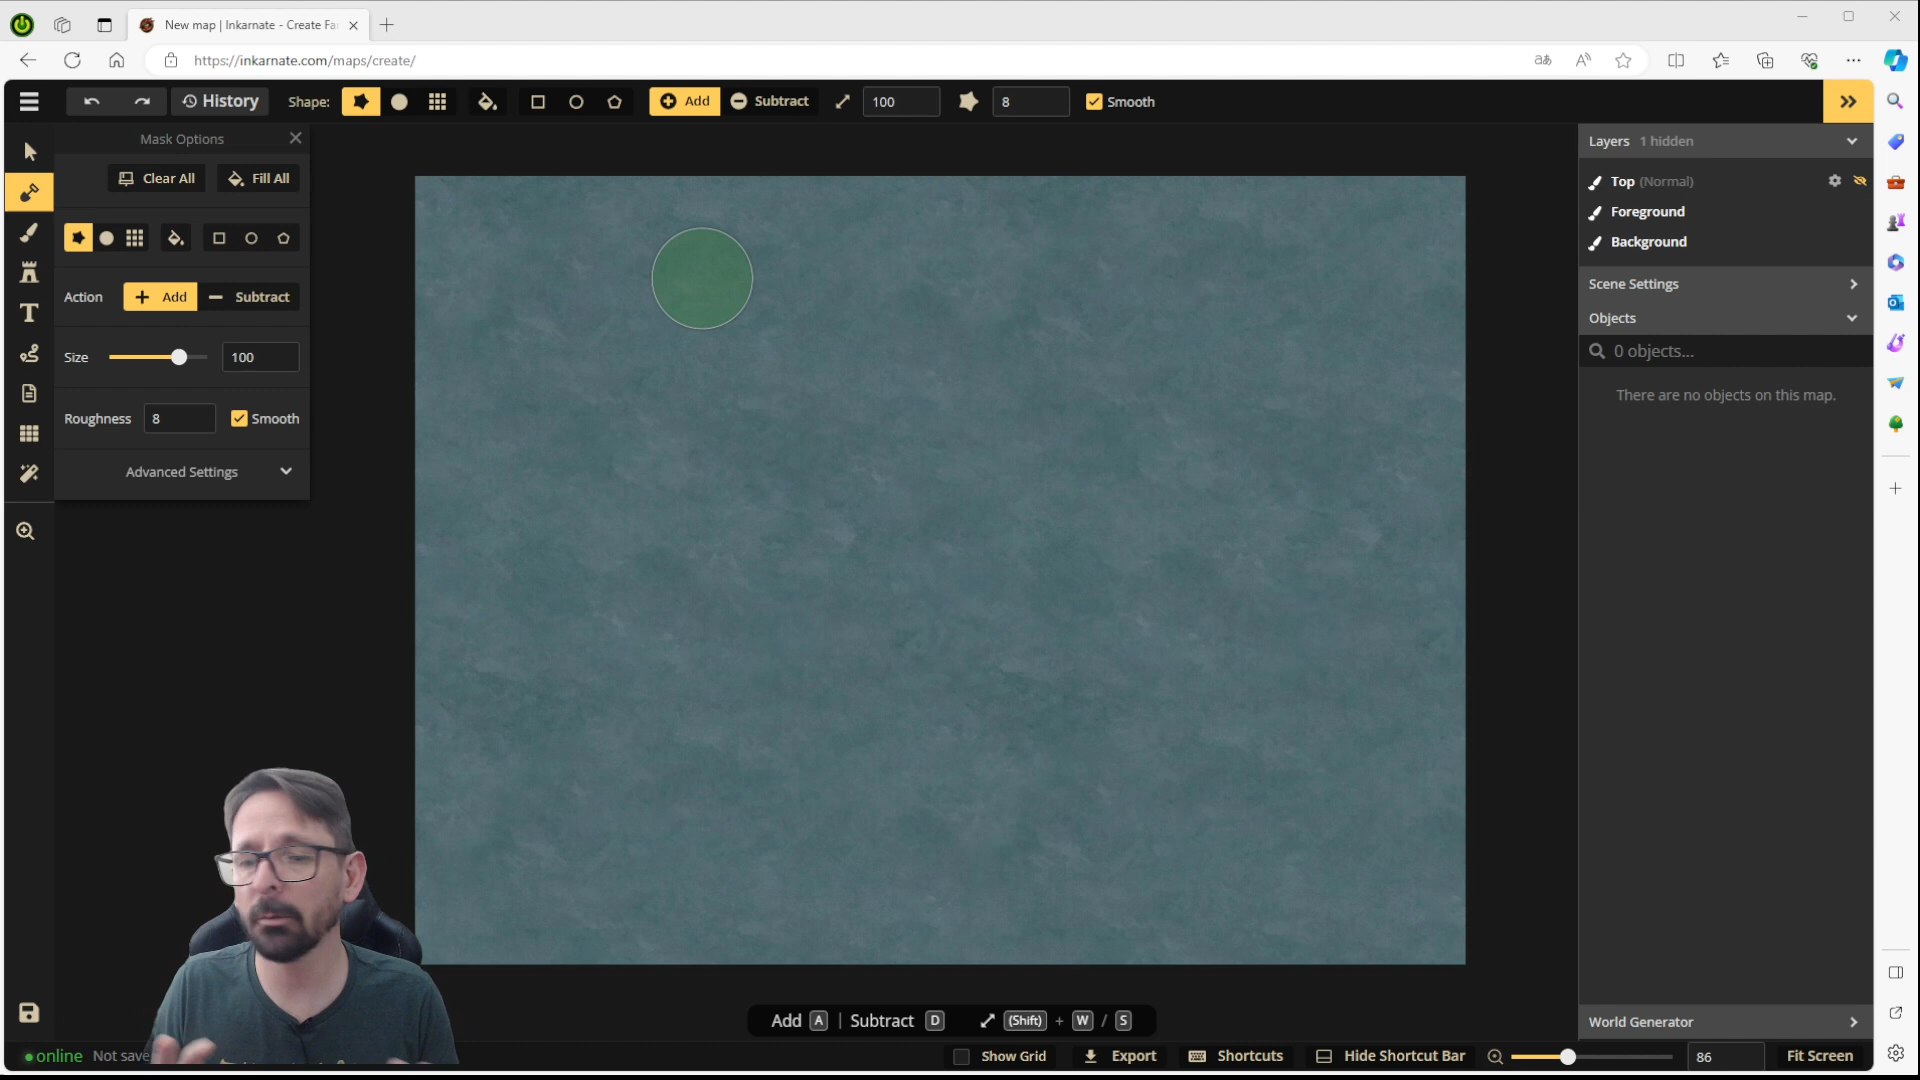 New map | Inkarnate - Create Fa
https://inkarnate.com/maps/create/
History
Shape:
Add
Subtract
100
8
Smooth
Mask Options
Clear All
Fill All
Action
Add
Subtract
Size
100
Roughness
8
Smooth
Advanced Settings
Layers 1 hidden
Top (Normal)
Foreground
Background
Scene Settings
Objects
0 objects...
There are no objects on this map.
World Generator
Add A | Subtract D (Shift) + W / S
online Not save
Show Grid
Export
Shortcuts
Hide Shortcut Bar
86
Fit Screen